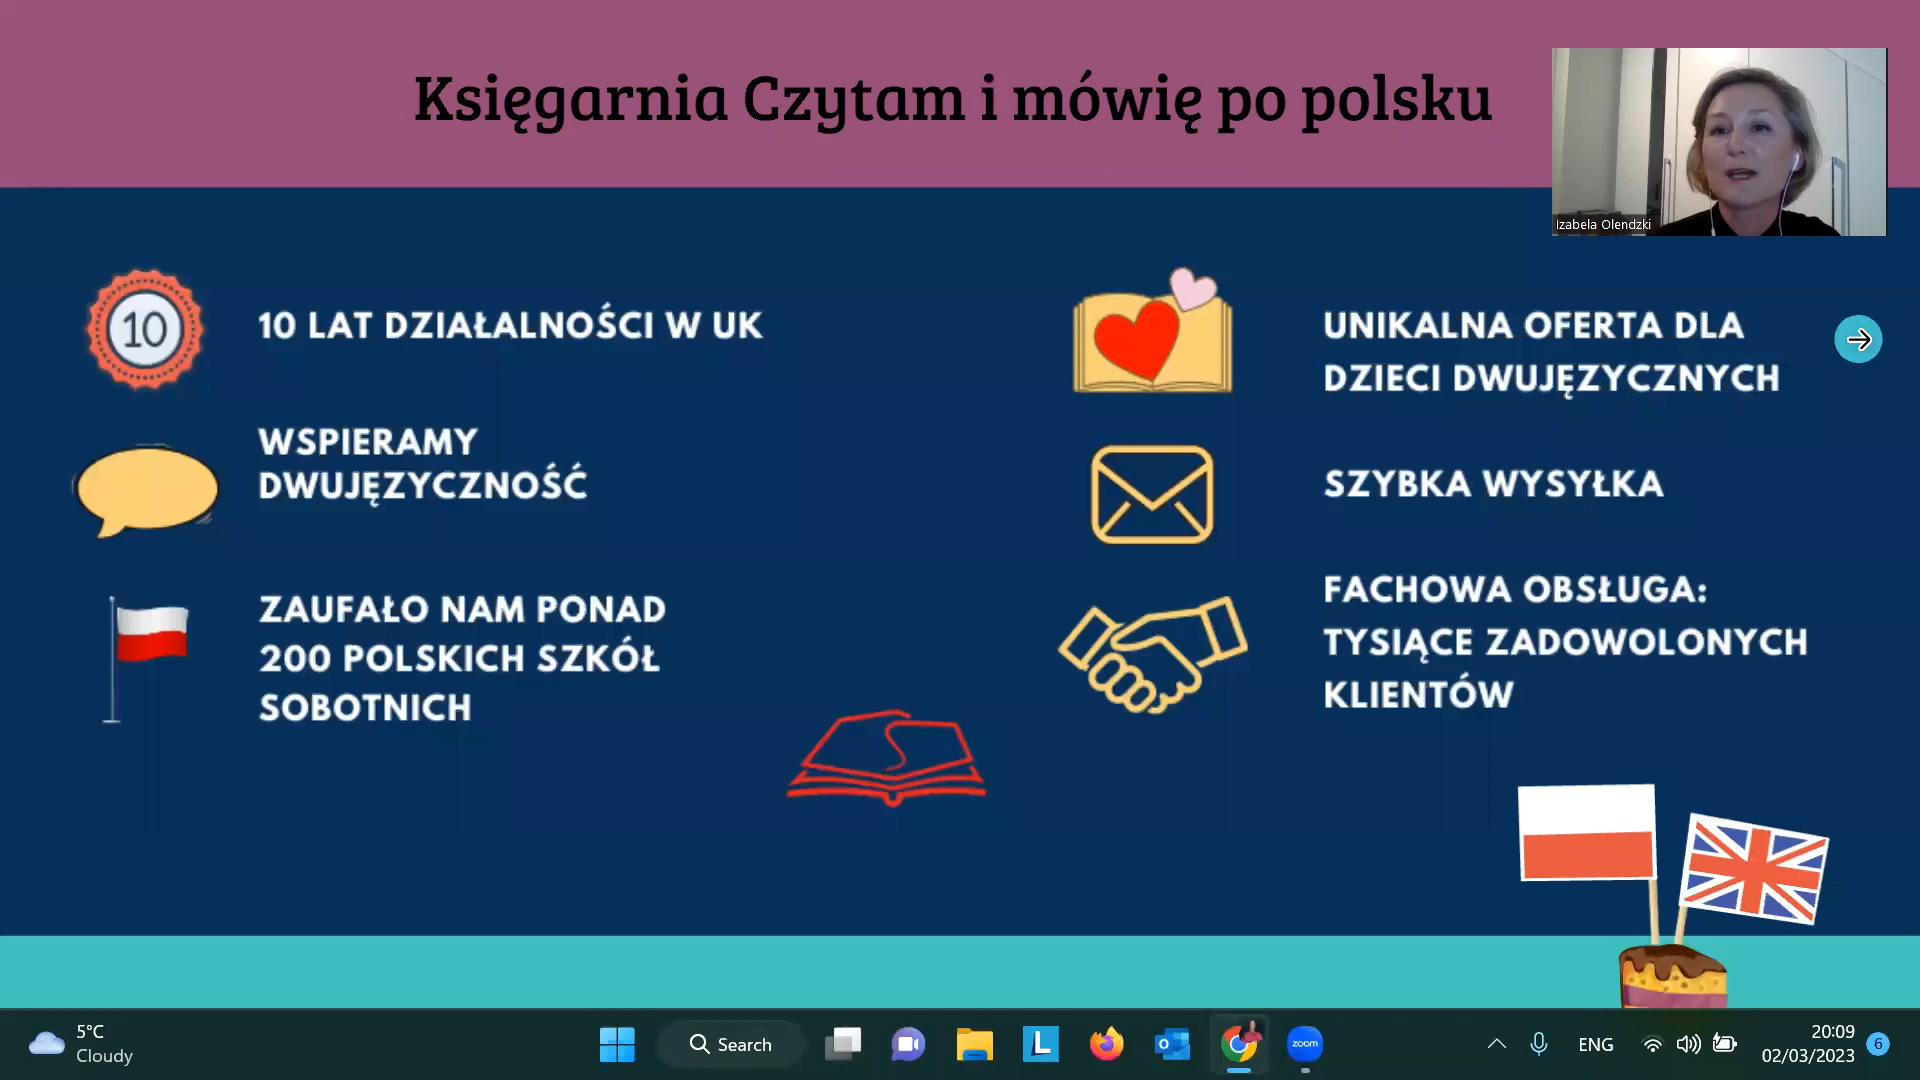 Księgarnia Czytam i mówię po polsku
Izabela Olendzki
10
10 LAT DZIAŁALNOŚCI W UK
WSPIERAMY
DWUJĘZYCZNOŚĆ
ZAUFAŁO NAM PONAD
200 POLSKICH SZKÓŁ
SOBOTNICH
UNIKALNA OFERTA DLA
DZIECI DWUJĘZYCZNYCH
SZYBKA WYSYŁKA
FACHOWA OBSŁUGA:
TYSIĄCE ZADOWOLONYCH
KLIENTÓW
5°C
Cloudy
Search
L
zoom
ENG
20:09
02/03/2023
6